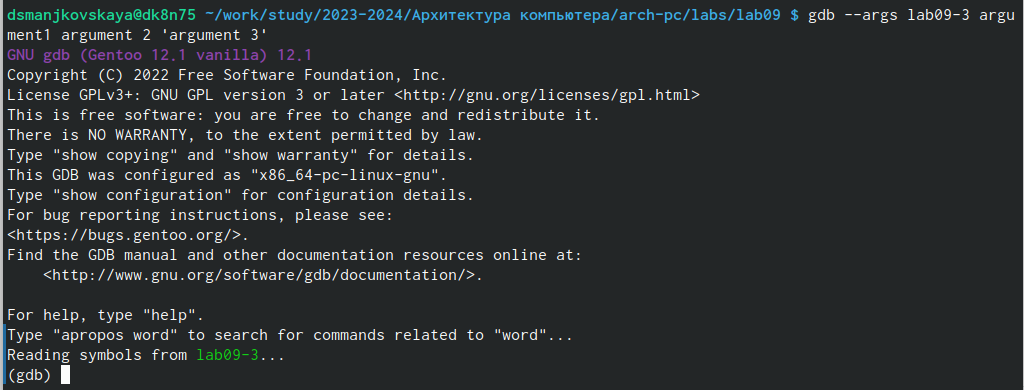 dsmanjkovskaya@dk8n75 ~/work/study/2023-2024/Архитектура компьютера/arch-pc/labs/lab09 $ gdb --args lab09-3 argu
ment1 argument 2 'argument 3'
GNU gdb (Gentoo 12.1 vanilla) 12.1
Copyright (C) 2022 Free Software Foundation, Inc.
License GPLv3+: GNU GPL version 3 or later <http://gnu.org/licenses/gpl.html>
This is free software: you are free to change and redistribute it.
There is NO WARRANTY, to the extent permitted by law.
Type "show copying" and "show warranty" for details.
This GDB was configured as "x86_64-pc-linux-gnu".
Type "show configuration" for configuration details.
For bug reporting instructions, please see:
<https://bugs.gentoo.org/>.
Find the GDB manual and other documentation resources online at:
    <http://www.gnu.org/software/gdb/documentation/>.

For help, type "help".
Type "apropos word" to search for commands related to "word"...
Reading symbols from lab09-3...
(gdb)